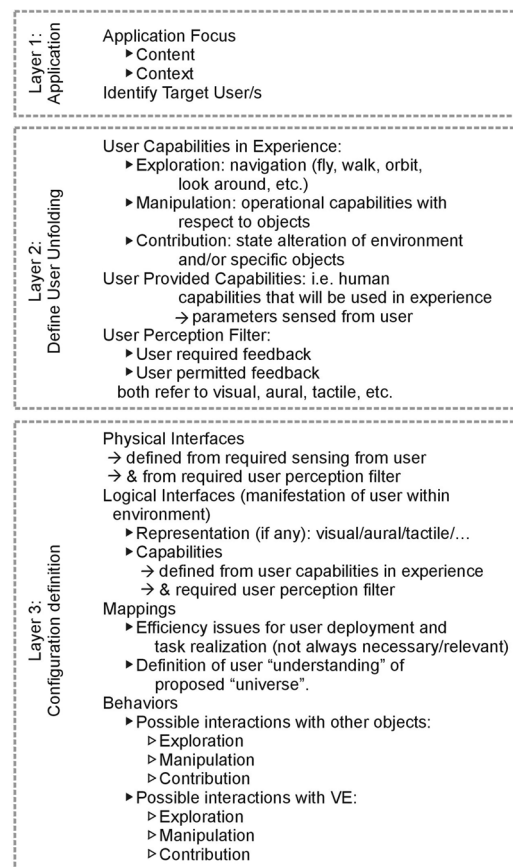 Layer 1:
Application
Application Focus
▸Content
▸Context
Identify Target User/s
Layer 2:
Define User Unfolding
User Capabilities in Experience:
▸Exploration: navigation (fly, walk, orbit,
look around, etc.)
▸Manipulation: operational capabilities with
respect to objects
▸Contribution: state alteration of environment
and/or specific objects
User Provided Capabilities: i.e. human
capabilities that will be used in experience
→ parameters sensed from user
User Perception Filter:
▸User required feedback
▸User permitted feedback
both refer to visual, aural, tactile, etc.
Layer 3:
Configuration definition
Physical Interfaces
→ defined from required sensing from user
→ & from required user perception filter
Logical Interfaces (manifestation of user within
environment)
▸Representation (if any): visual/aural/tactile/…
▸Capabilities
→ defined from user capabilities in experience
→ & required user perception filter
Mappings
▸Efficiency issues for user deployment and
task realization (not always necessary/relevant)
▸Definition of user “understanding” of
proposed “universe”.
Behaviors
▸Possible interactions with other objects:
▹Exploration
▹Manipulation
▹Contribution
▸Possible interactions with VE:
▹Exploration
▹Manipulation
▹Contribution